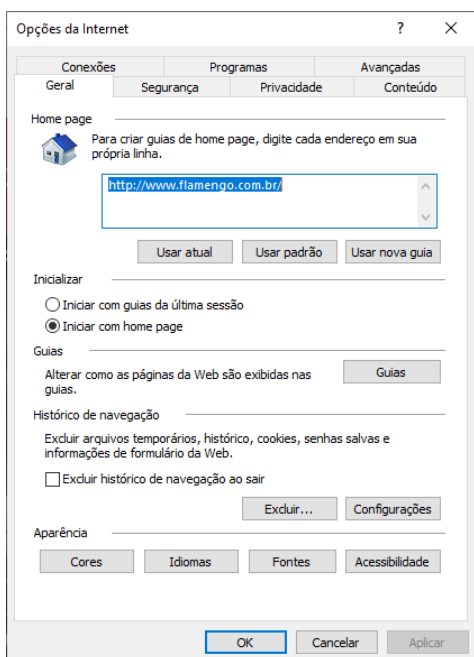 Opções da Internet
?
X
Conexões
Programas
Avançadas
Geral
Segurança
Privacidade
Conteúdo
Home page
Para criar guias de home page, digite cada endereço em sua
própria linha.
http://www.flamengo.com.br/
Usar atual
Usar padrão
Usar nova guia
Inicializar
Iniciar com guias da última sessão
Iniciar com home page
Guias
Alterar como as páginas da Web são exibidas nas
guias.
Guias
Histórico de navegação
Excluir arquivos temporários, histórico, cookies, senhas salvas e
informações de formulário da Web.
Excluir histórico de navegação ao sair
Excluir...
Configurações
Aparência
Cores
Idiomas
Fontes
Acessibilidade
OK
Cancelar
Aplicar